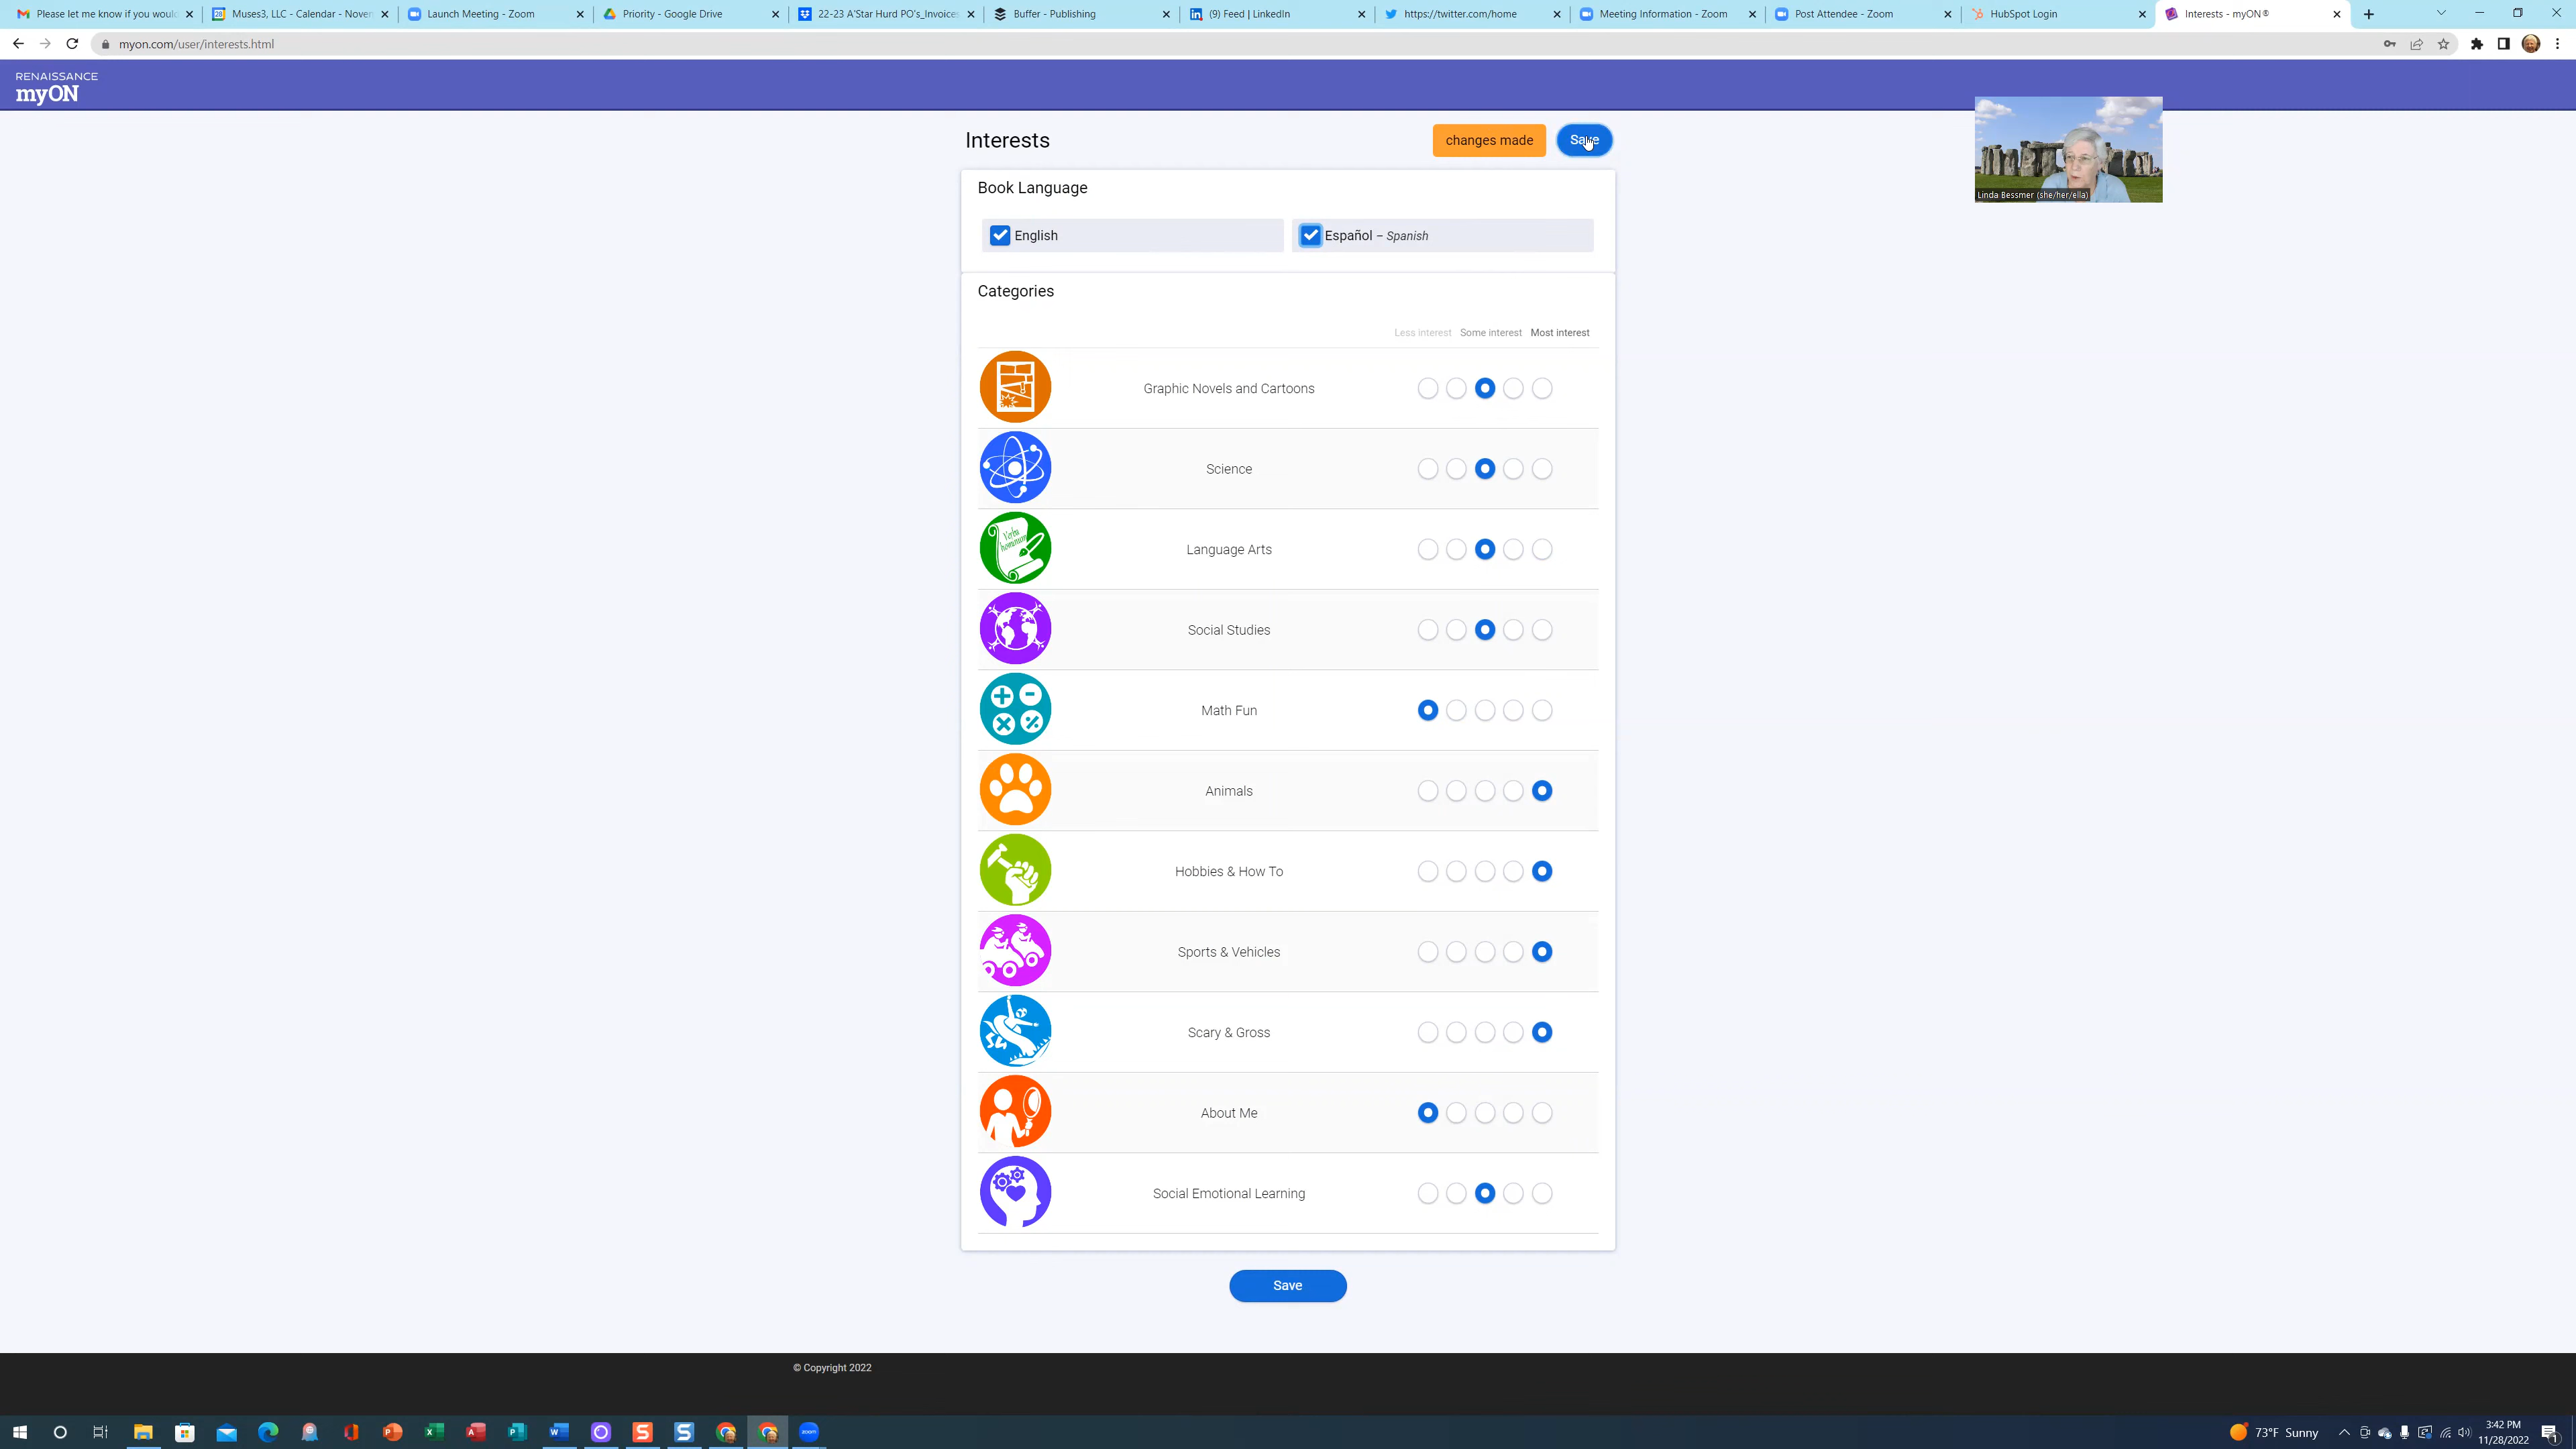 Please let me know if you would
Muses3, LLC - Calendar - Noven
Launch Meeting - Zoom
Priority - Google Drive
22-23 A'Star Hurd PO's_Invoices
Buffer - Publishing
(9) Feed | LinkedIn
https://twitter.com/home
Meeting Information - Zoom
Post Attendee - Zoom
HubSpot Login
Interests - myON®
myon.com/user/interests.html
RENAISSANCE
myON
Interests
changes made
Save
Linda Bessmer (she/her/ella)
Book Language
English
Español – Spanish
Categories
Less interest Some interest Most interest
Graphic Novels and Cartoons
Science
Language Arts
Social Studies
Math Fun
Animals
Hobbies & How To
Sports & Vehicles
Scary & Gross
About Me
Social Emotional Learning
Save
© Copyright 2022
73°F Sunny
3:42 PM
11/28/2022